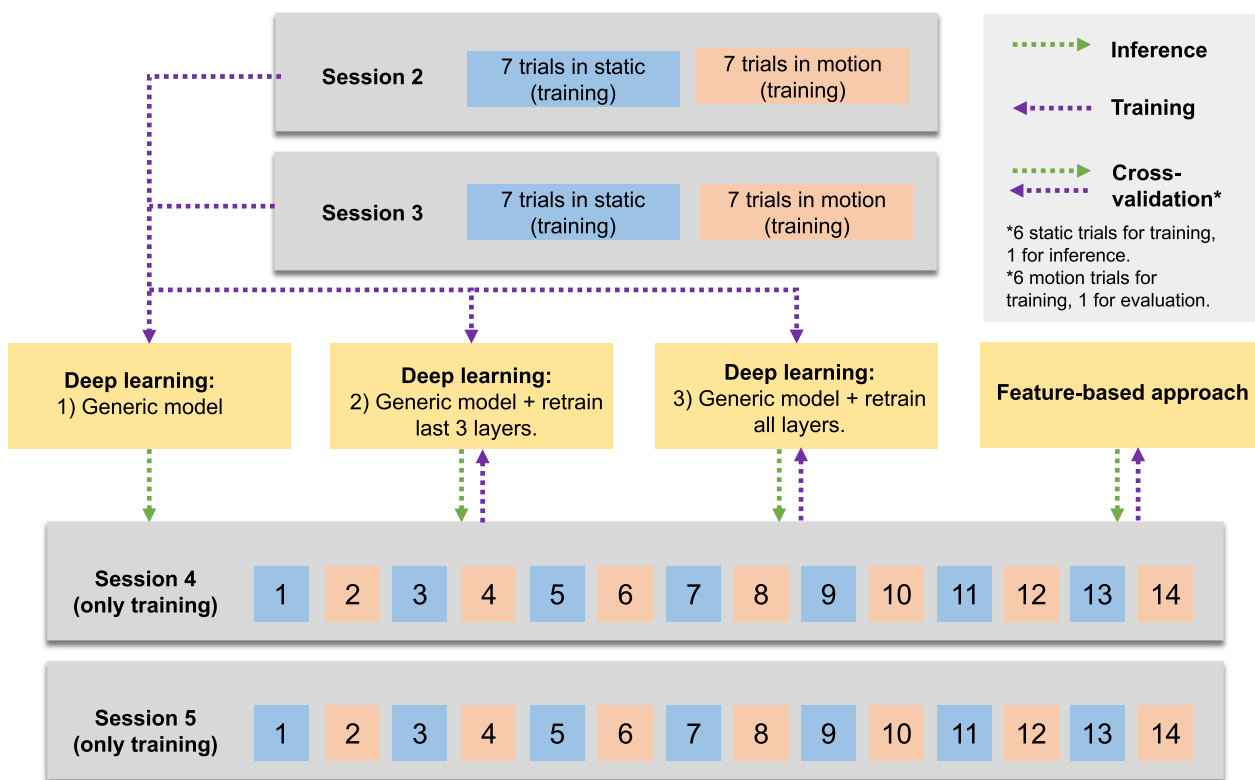 Session 2
7 trials in static
(training)
7 trials in motion
(training)
Session 3
7 trials in static
(training)
7 trials in motion
(training)
Inference
Training
Cross-
validation*
*6 static trials for training,
1 for inference.
*6 motion trials for
training, 1 for evaluation.
Deep learning:
1) Generic model
Deep learning:
2) Generic model + retrain
last 3 layers.
Deep learning:
3) Generic model + retrain
all layers.
Feature-based approach
Session 4
(only training)
1 2 3 4 5 6 7 8 9 10 11 12 13 14
Session 5
(only training)
1 2 3 4 5 6 7 8 9 10 11 12 13 14